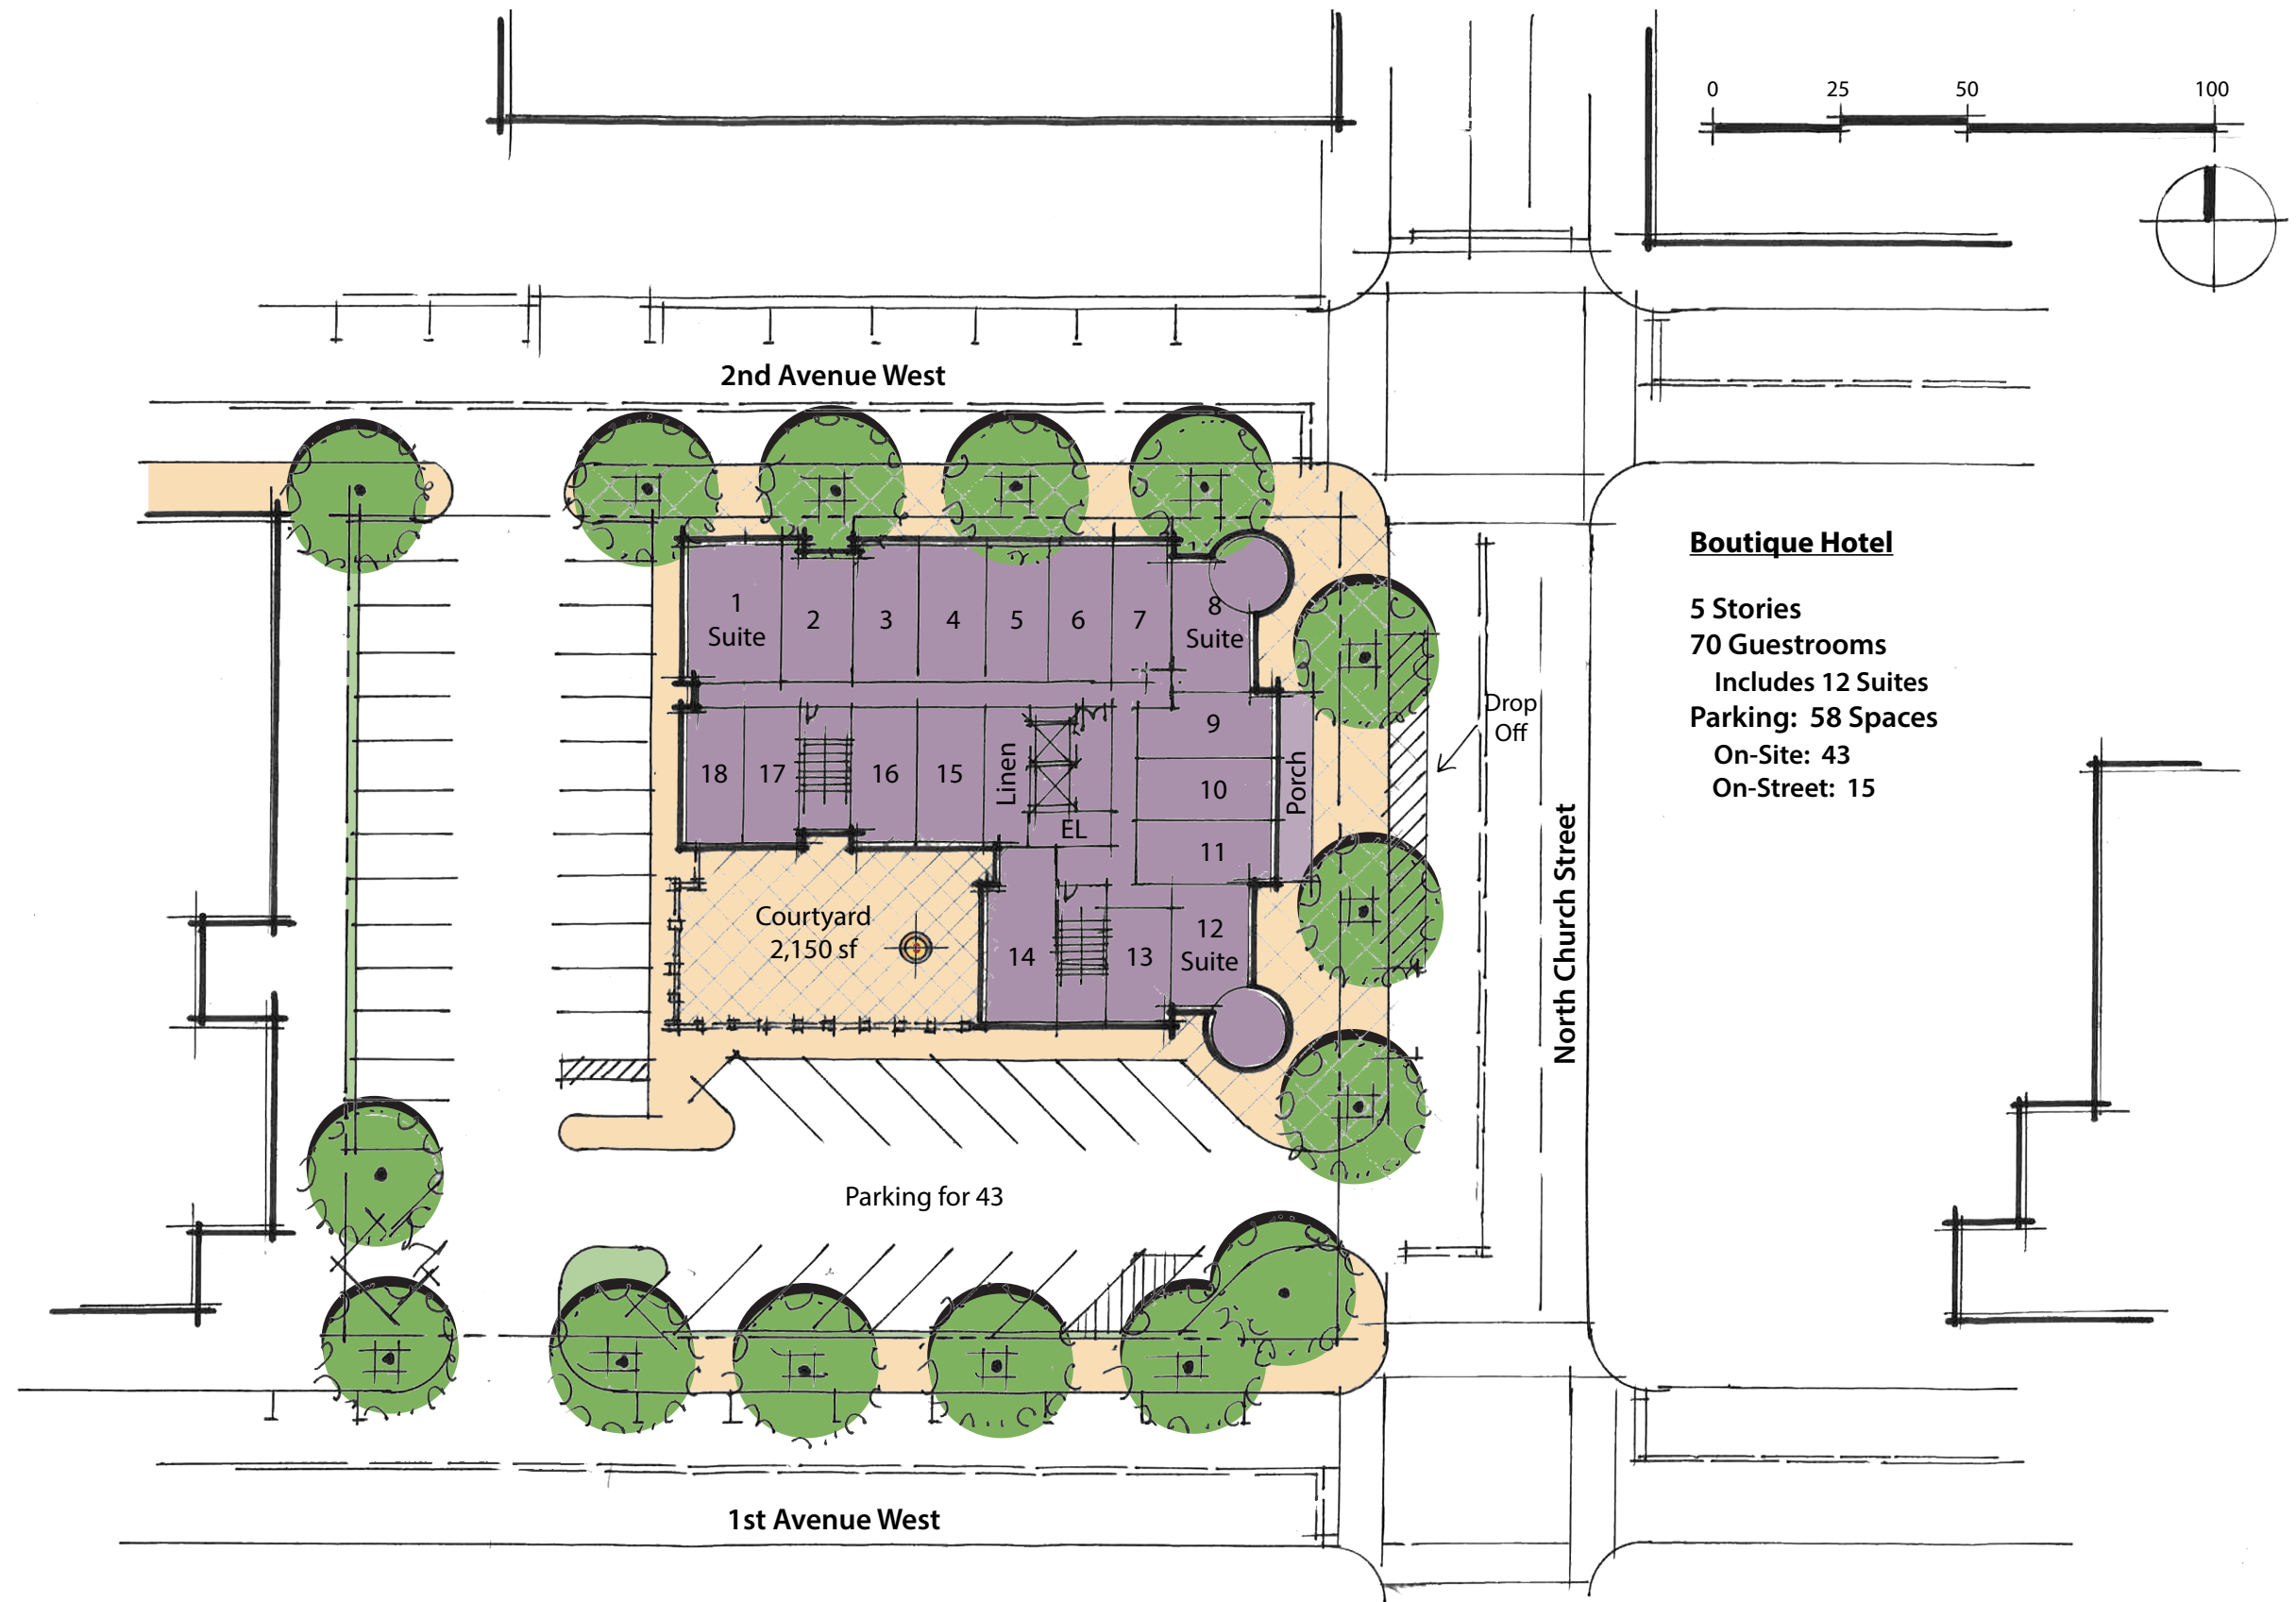 0 25 50 100
2nd Avenue West
Boutique Hotel
5 Stories
70 Guestrooms
Includes 12 Suites
Parking: 58 Spaces
On-Site: 43
On-Street: 15
1
Suite
2
3
4
5
6
7
8
Suite
9
10
11
12
Suite
13
14
15
16
17
18
Linen
EL
Porch
Drop
Off
North Church Street
Courtyard
2,150 sf
Parking for 43
1st Avenue West